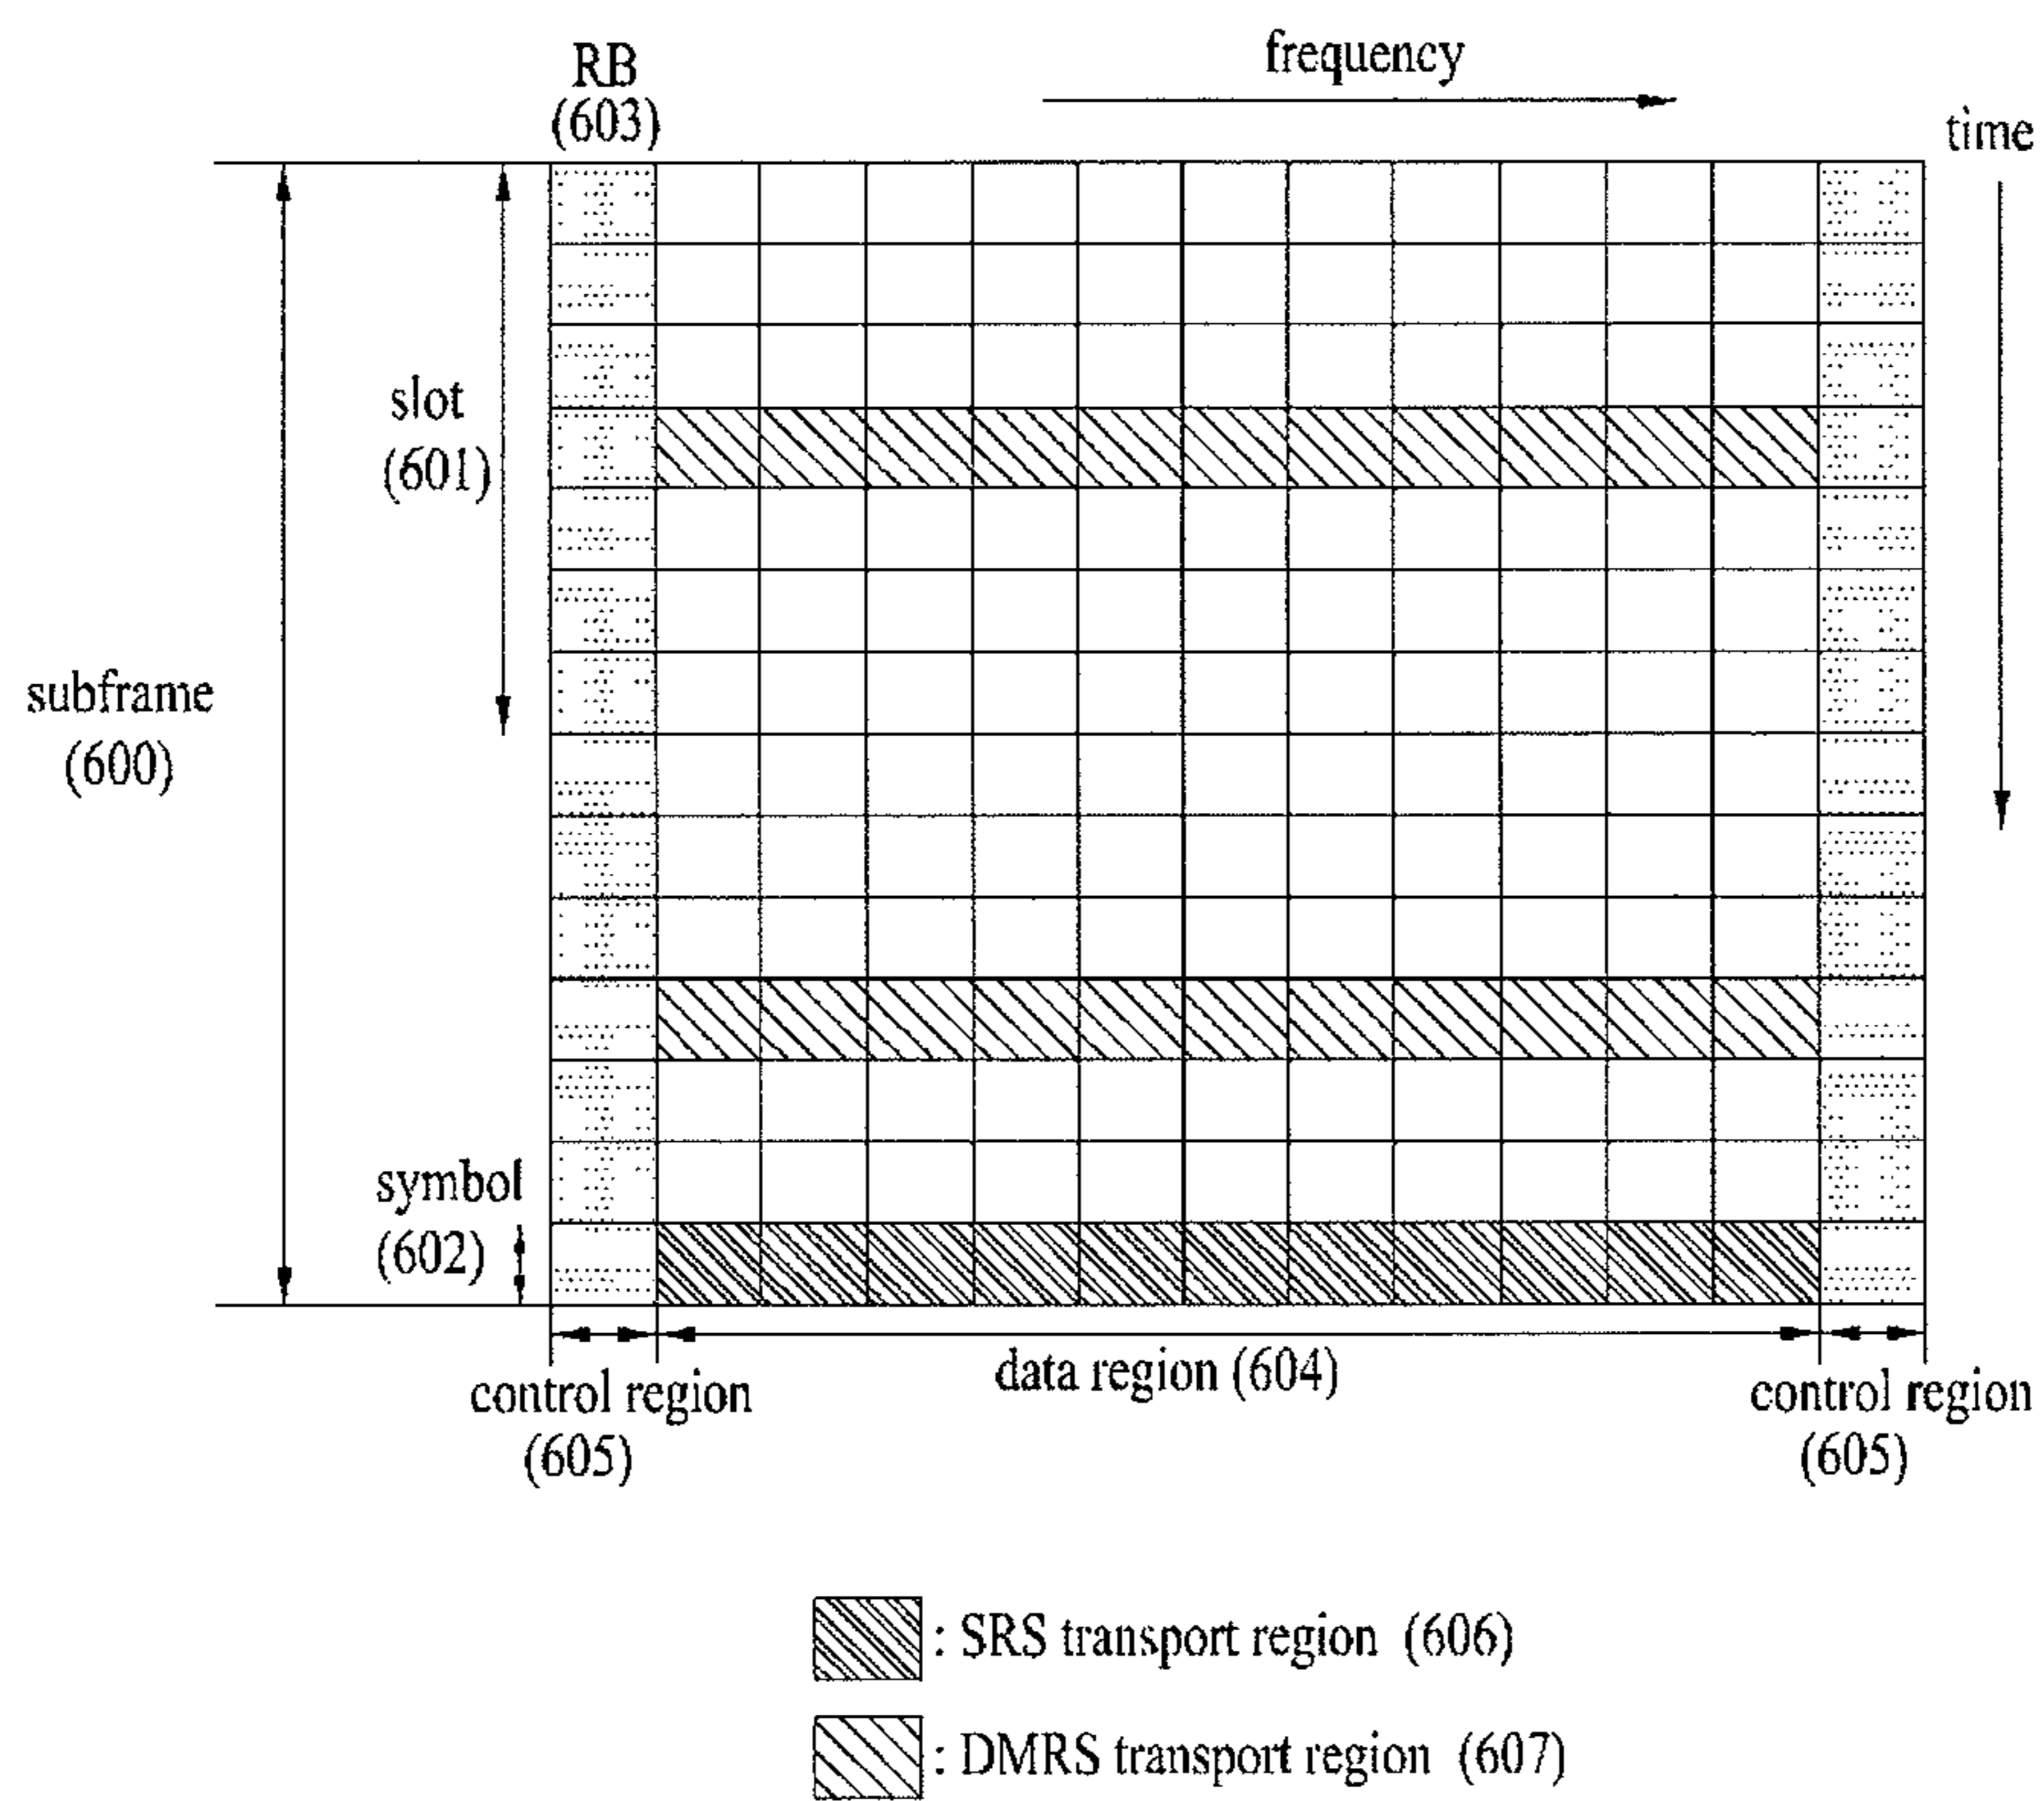 RB
(603)
frequency
time
slot
(601)
subframe
(600)
symbol
(602)
control region
(605)
data region (604)
control region
(605)
: SRS transport region (606)
: DMRS transport region (607)